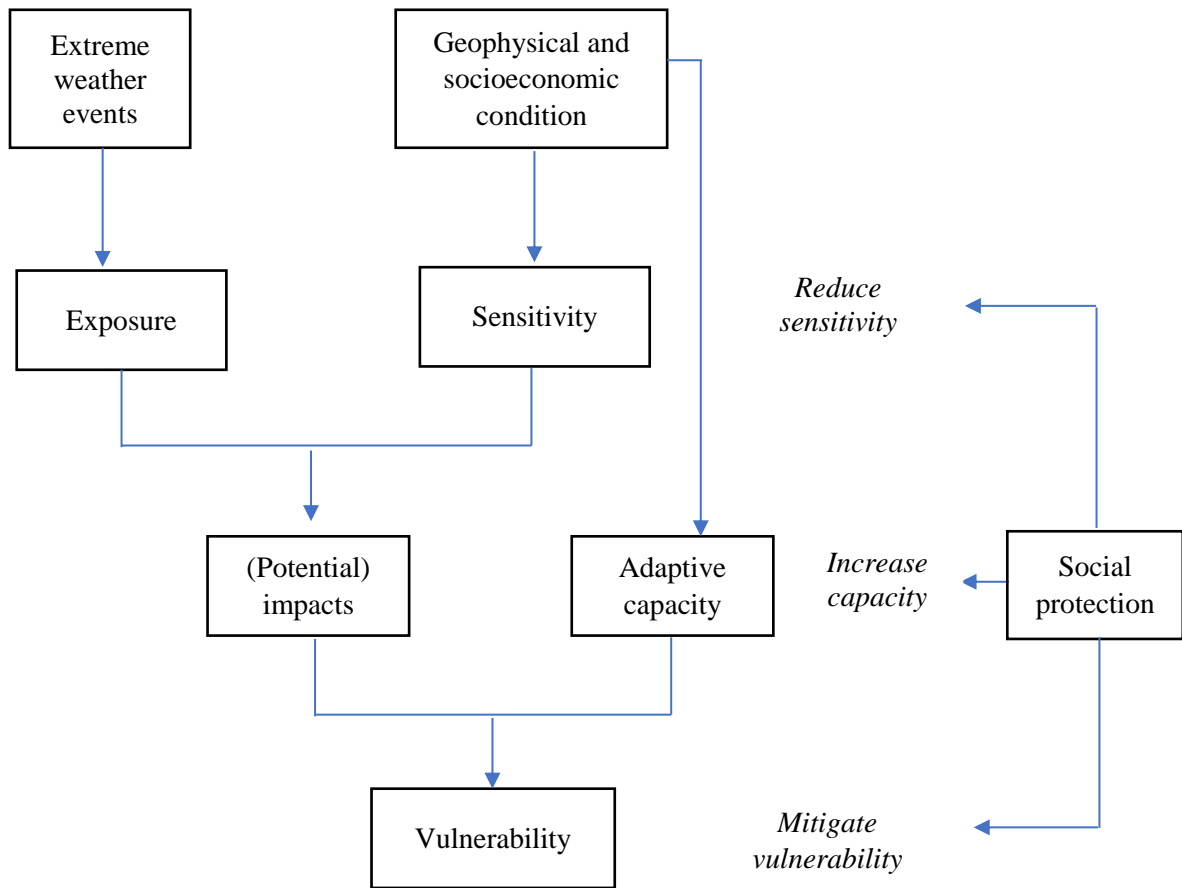 Extreme
weather
events
Geophysical and
socioeconomic
condition
Exposure
Sensitivity
Reduce
sensitivity
(Potential)
impacts
Adaptive
capacity
Increase
capacity
Social
protection
Vulnerability
Mitigate
vulnerability